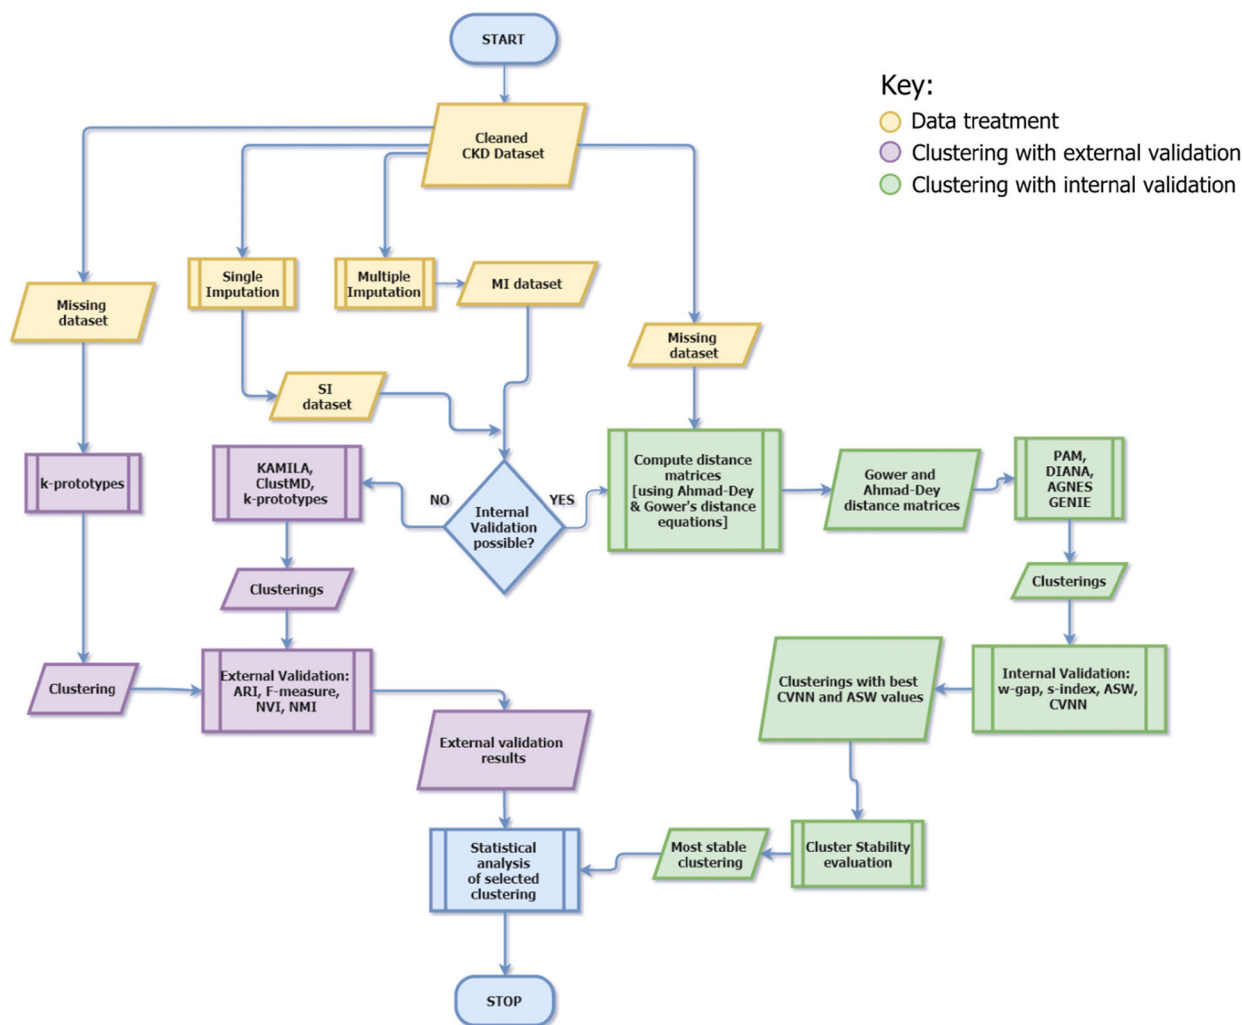 START
Key:
Data treatment
Clustering with external validation
Clustering with internal validation
Cleaned
CKD Dataset
Missing
dataset
Single
Imputation
Multiple
Imputation
MI dataset
Missing
dataset
SI
dataset
k-prototypes
KAMILA,
ClustMD,
k-prototypes
NO
Internal
Validation
possible?
YES
Compute distance
matrices
[using Ahmad-Dey
& Gower's distance
equations]
Gower and
Ahmad-Dey
distance matrices
PAM,
DIANA,
AGNES
GENIE
Clusterings
Clusterings
Clustering
External Validation:
ARI, F-measure,
NVI, NMI
Clusterings with best
CVNN and ASW values
Internal Validation:
w-gap, s-index, ASW,
CVNN
External validation
results
Statistical
analysis
of selected
clustering
Most stable
clustering
Cluster Stability
evaluation
STOP